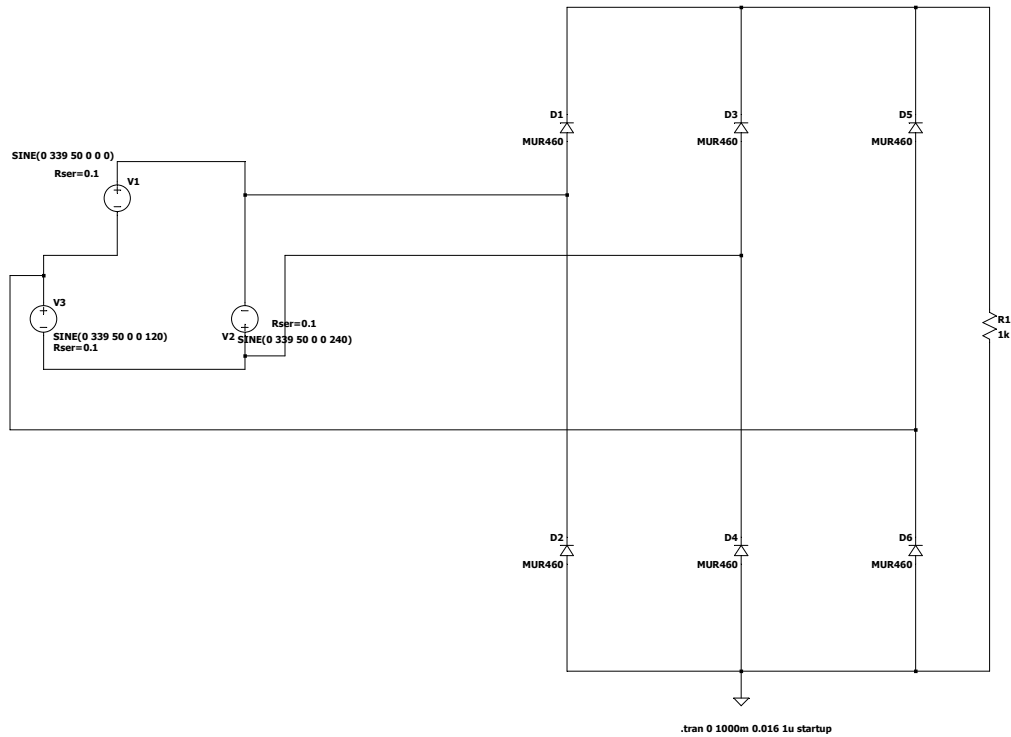 D1
MUR460
D3
MUR460
D5
MUR460
SINE(0 339 50 0 0 0)
Rser=0.1
V1
V3
SINE(0 339 50 0 0 120)
Rser=0.1
Rser=0.1
V2
SINE(0 339 50 0 0 240)
R1
1k
D2
MUR460
D4
MUR460
D6
MUR460
.tran 0 1000m 0.016 1u startup